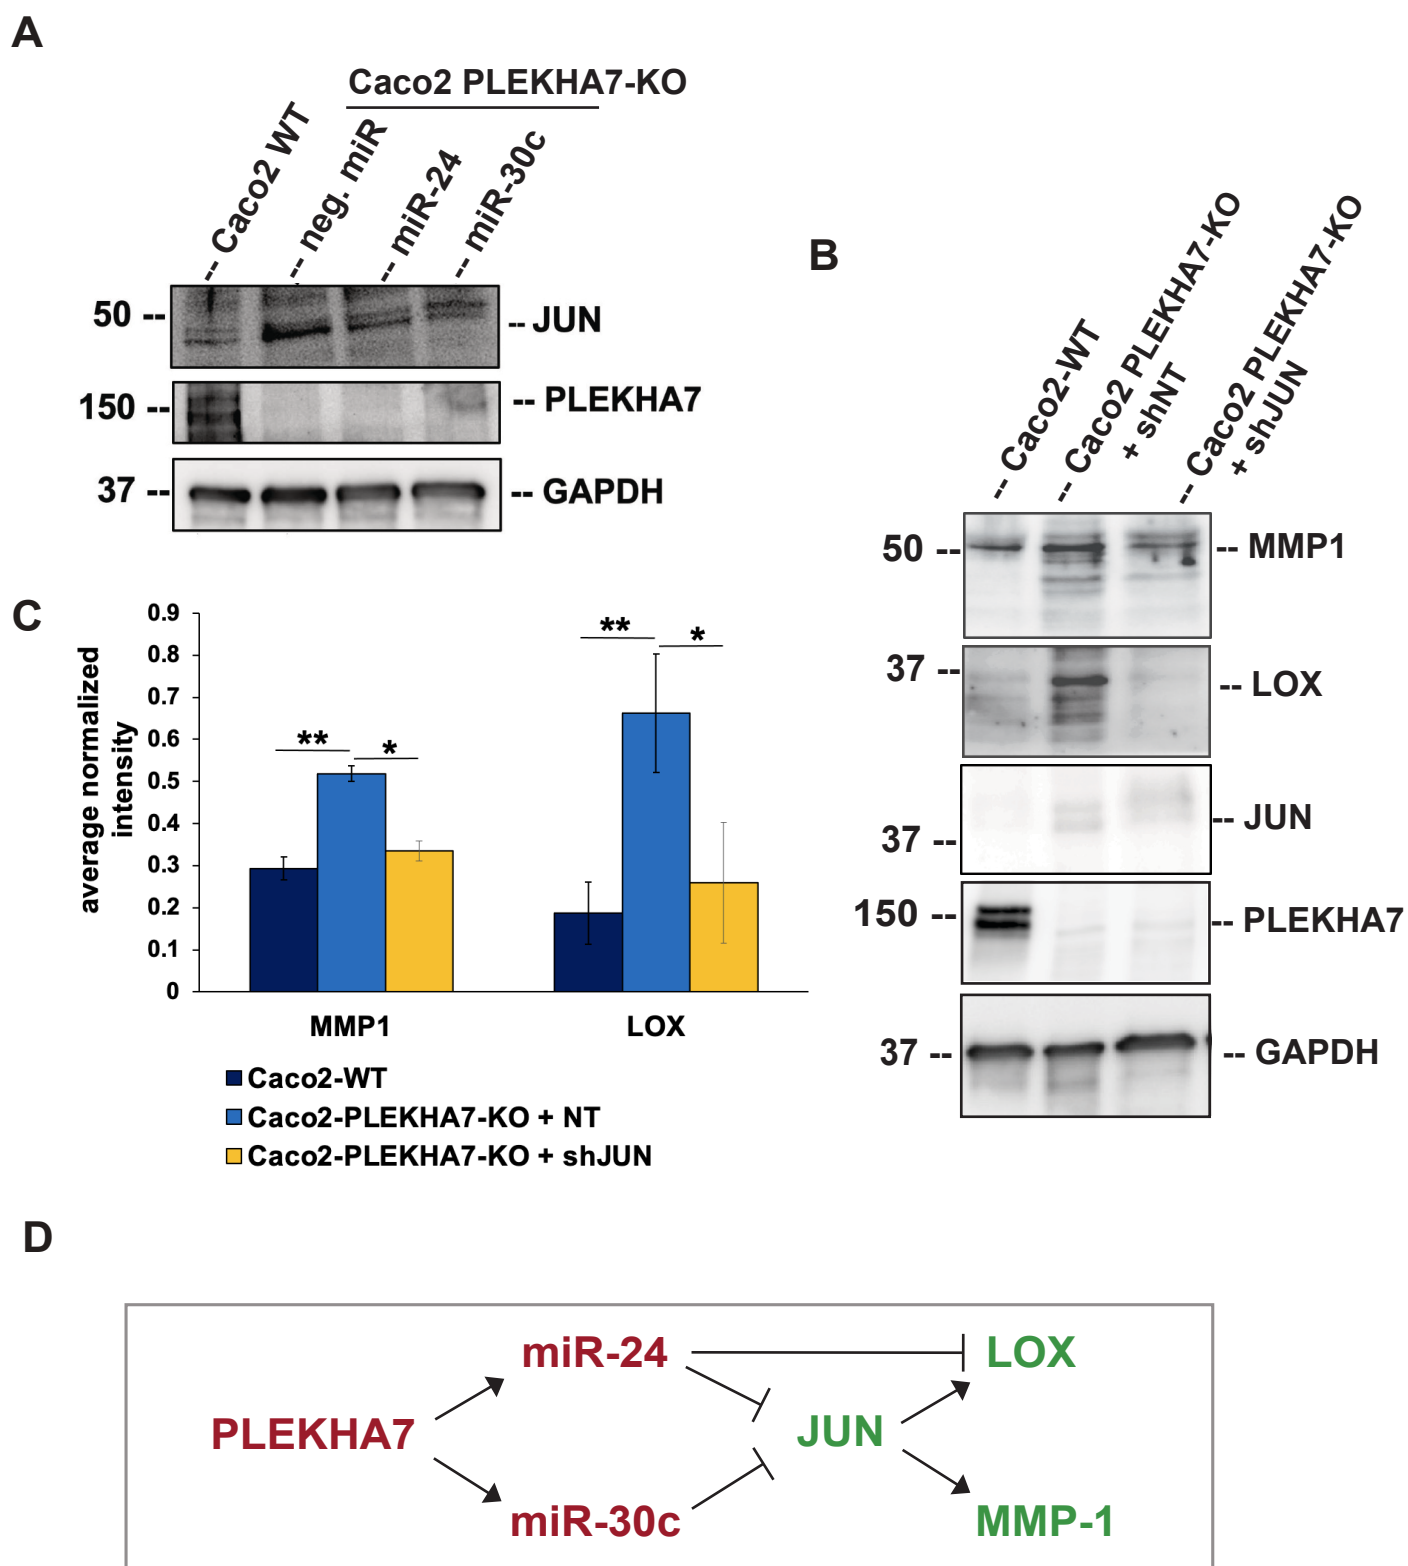 A
Caco2 PLEKHA7-KO
-- Caco2 WT
-- neg. miR
-- miR-24
-- miR-30c
50 --
-- JUN
150 --
-- PLEKHA7
37 --
-- GAPDH
B
-- Caco2-WT
-- Caco2 PLEKHA7-KO
+ shNT
-- Caco2 PLEKHA7-KO
+ shJUN
50 --
-- MMP1
37 --
-- LOX
-- JUN
37 --
150 --
-- PLEKHA7
37 --
-- GAPDH
C
average normalized
intensity
0.9
0.8
0.7
0.6
0.5
0.4
0.3
0.2
0.1
0
** *
** *
MMP1
LOX
Caco2-WT
Caco2-PLEKHA7-KO + NT
Caco2-PLEKHA7-KO + shJUN
D
miR-24
LOX
PLEKHA7
JUN
miR-30c
MMP-1